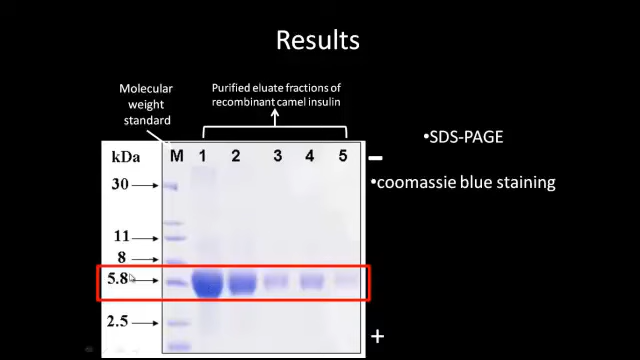 Results
Molecular
weight
standard
Purified eluate fractions of
recombinant camel insulin
•SDS-PAGE
•coomassie blue staining
kDa
M 1 2 3 4 5
–
30
11
8
5.8
2.5
+